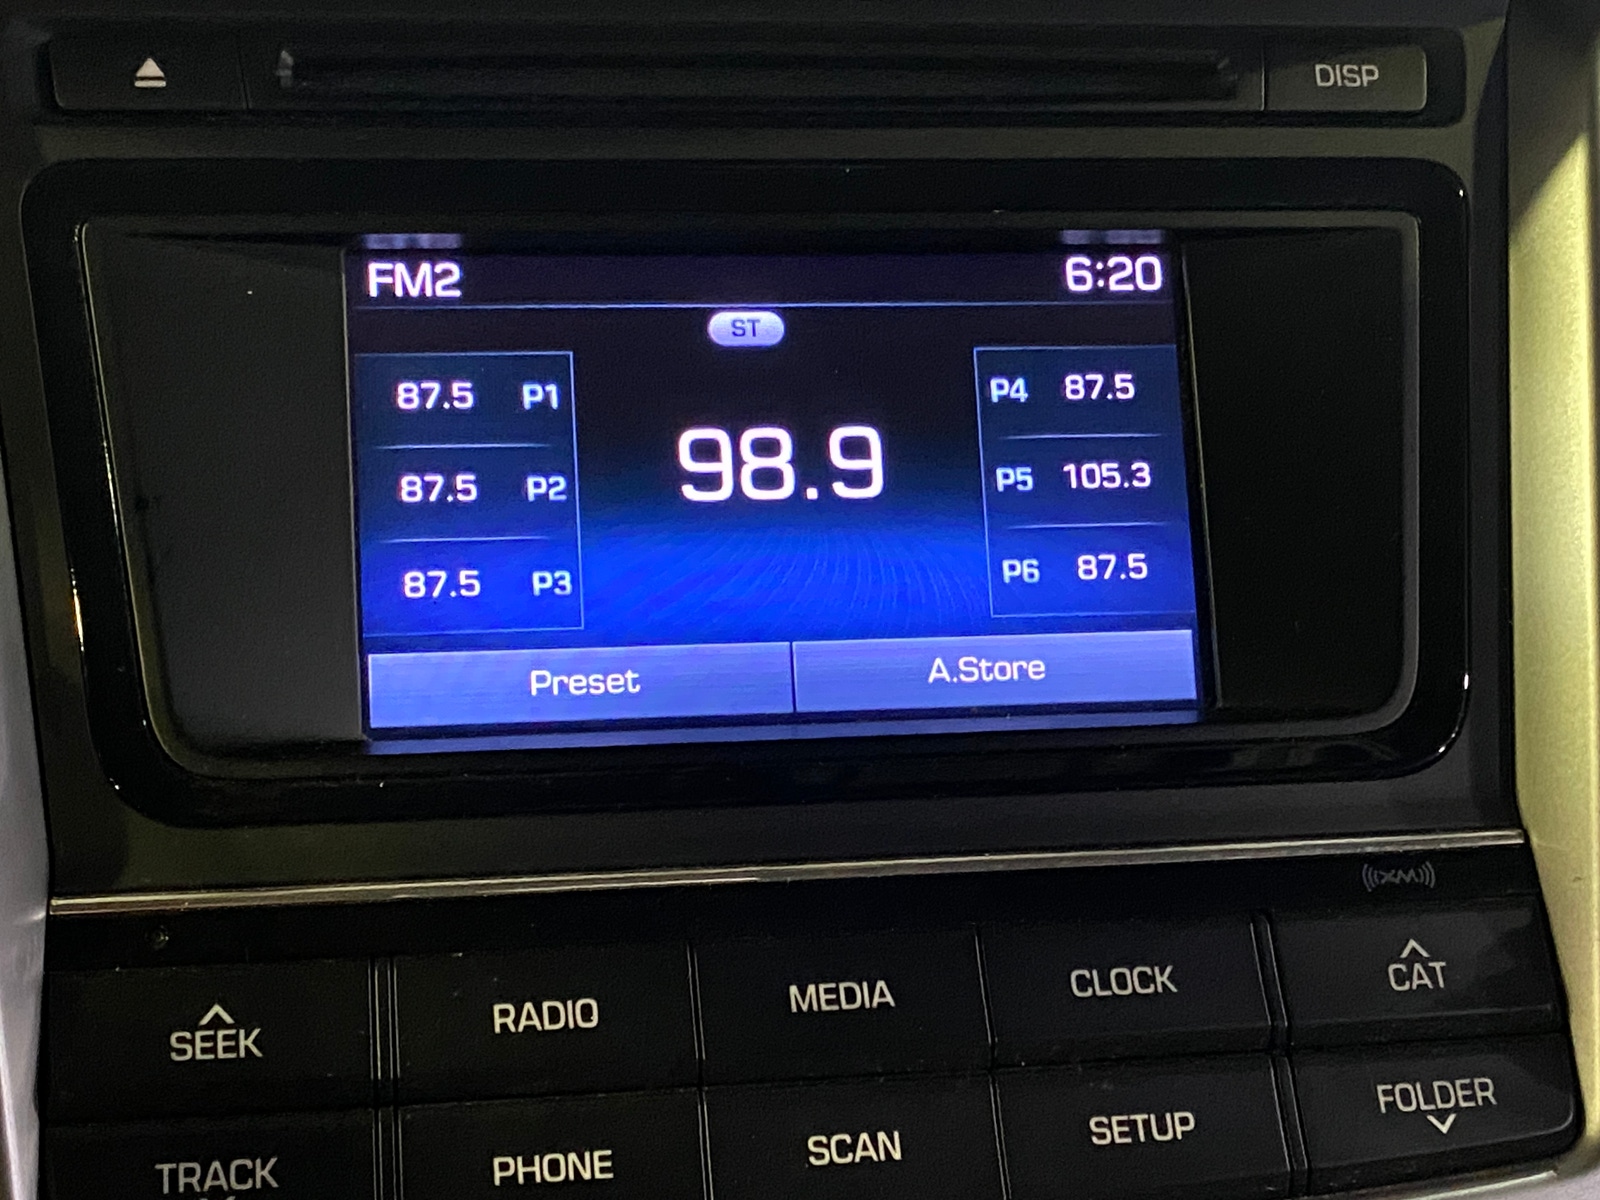 DISP
FM2 6:20
ST
87.5 P1
P4 87.5
98.9
87.5 P2
P5 105.3
87.5 P3
P6 87.5
Preset
A.Store
((XM))
SEEK
RADIO
MEDIA
CLOCK
CAT
TRACK
PHONE
SCAN
SETUP
FOLDER